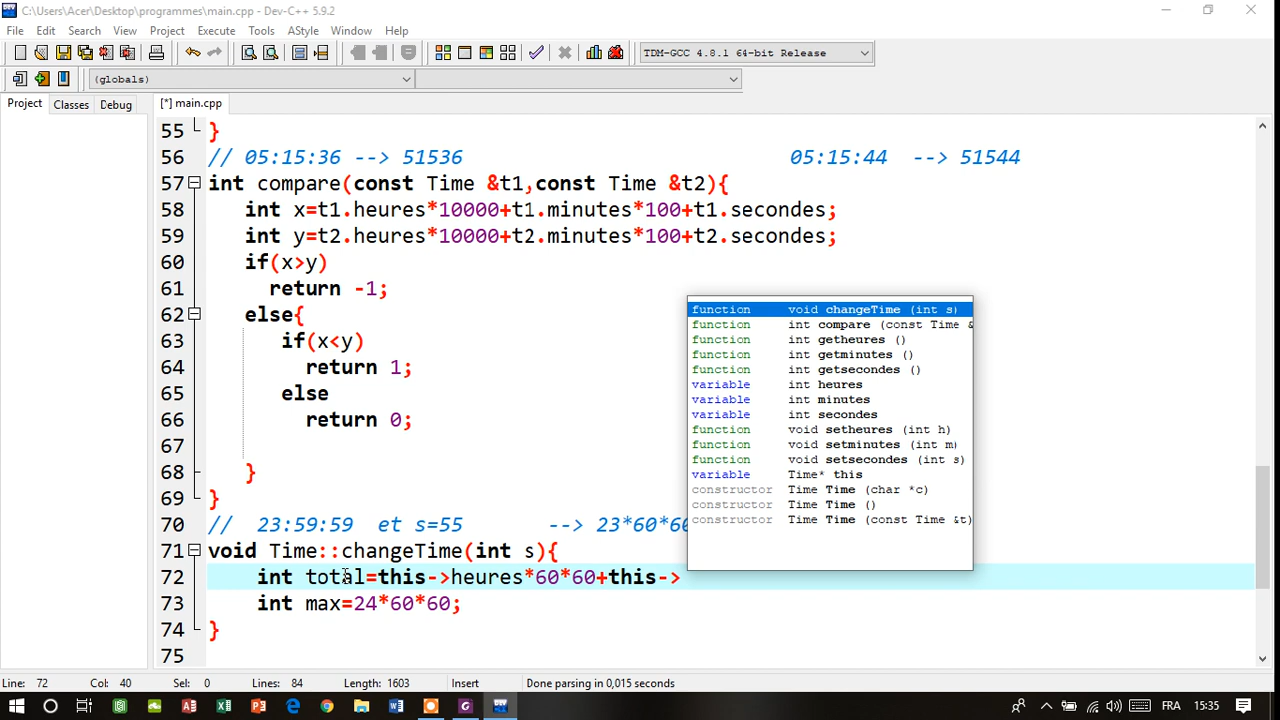 C:\Users\Acer\Desktop\programmes\main.cpp - Dev-C++ 5.9.2
File Edit Search View Project Execute Tools AStyle Window Help
TDM-GCC 4.8.1 64-bit Release
(globals)
Project Classes Debug [*] main.cpp
55 }
56 // 05:15:36 --> 51536 05:15:44 --> 51544
57 int compare(const Time &t1,const Time &t2){
58 int x=t1.heures*10000+t1.minutes*100+t1.secondes;
59 int y=t2.heures*10000+t2.minutes*100+t2.secondes;
60 if(x>y)
61 return -1;
62 else{
63 if(x<y)
64 return 1;
65 else
66 return 0;
67
68 }
69 }
70 // 23:59:59 et s=55 --> 23*60*60
71 void Time::changeTime(int s){
72 int total=this->heures*60*60+this->
73 int max=24*60*60;
74 }
75
function void changeTime (int s)
function int compare (const Time &
function int getheures ()
function int getminutes ()
function int getsecondes ()
variable int heures
variable int minutes
variable int secondes
function void setheures (int h)
function void setminutes (int m)
function void setsecondes (int s)
variable Time* this
constructor Time Time (char *c)
constructor Time Time ()
constructor Time Time (const Time &t)
Line: 72 Col: 40 Sel: 0 Lines: 84 Length: 1603 Insert Done parsing in 0,015 seconds
FRA 15:35